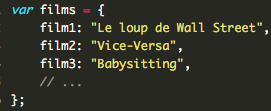 var films = {
film1: "Le loup de Wall Street",
film2: "Vice-Versa",
film3: "Babysitting",
// ...
};